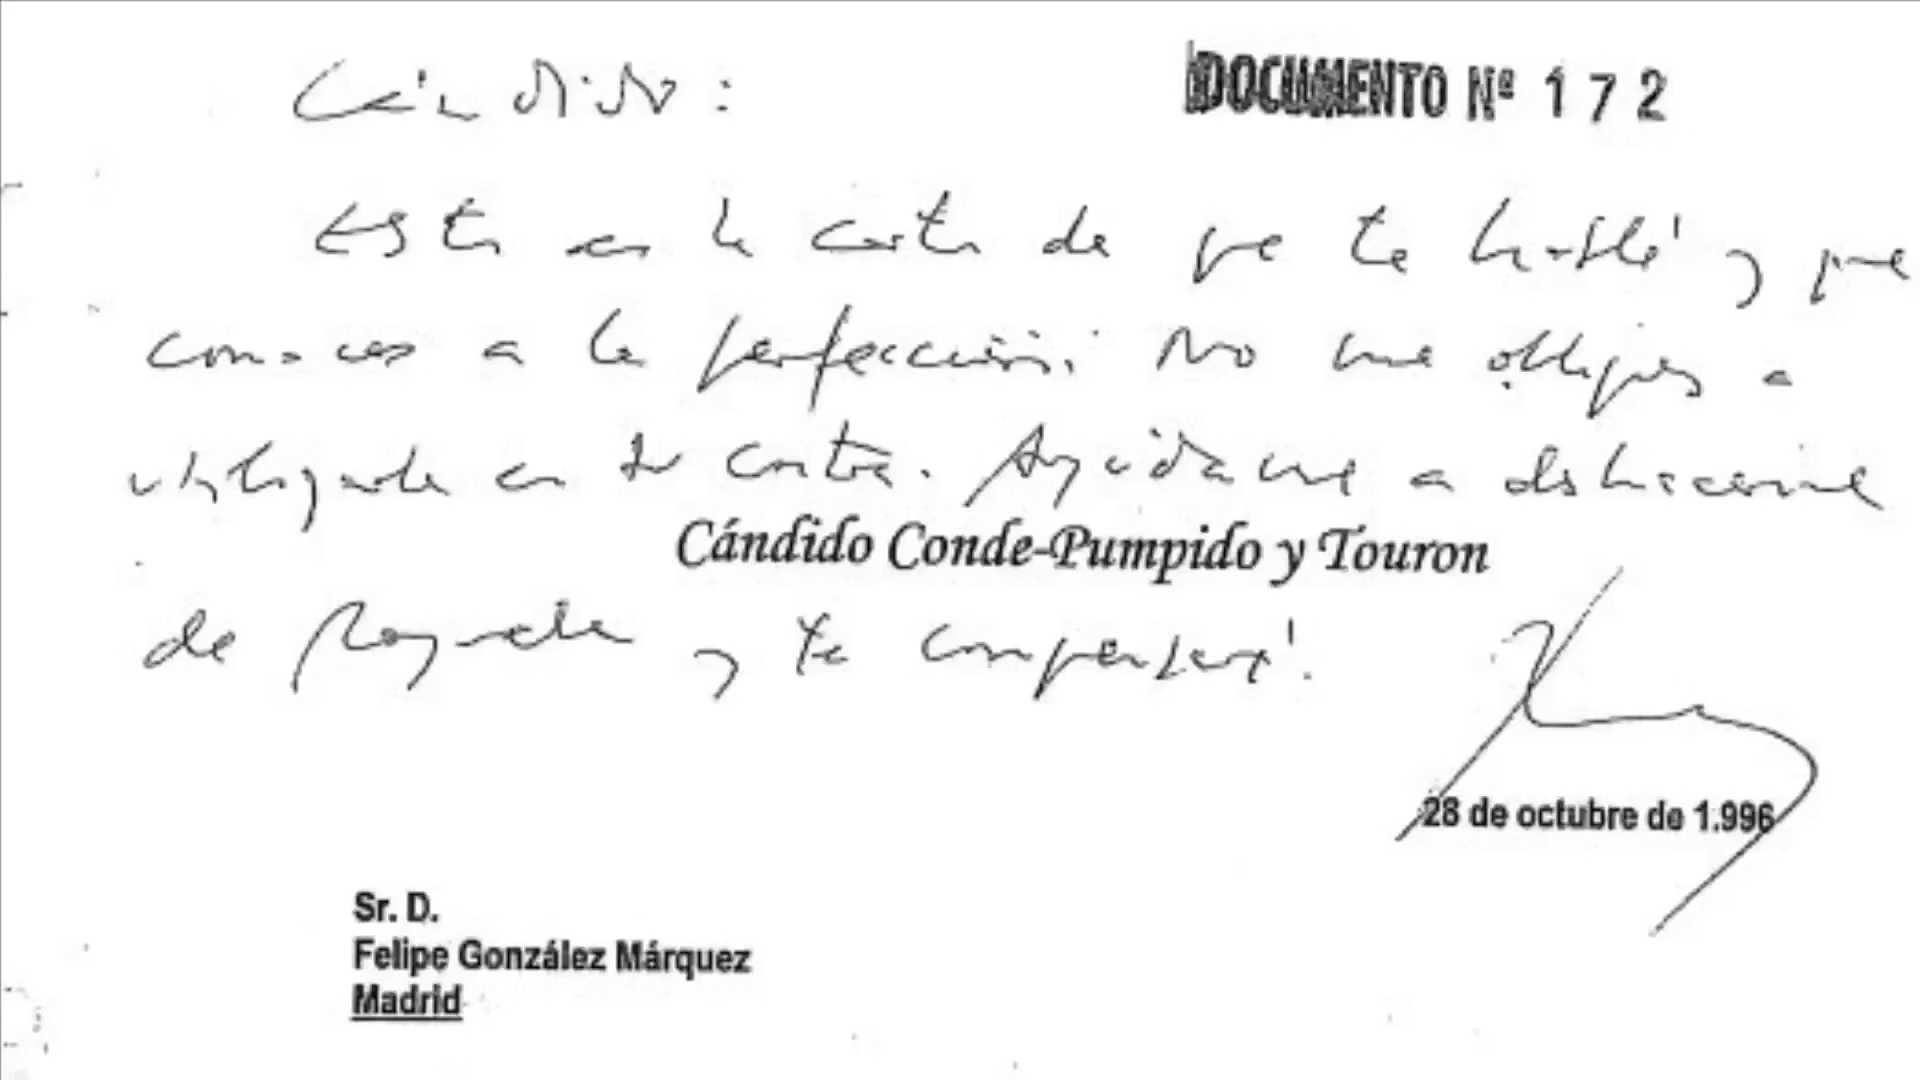 Cándido:
DOCUMENTO Nº 172
Esta es la carta de que te hablé y que
conoces a la perfección. No me obligues a
utilizarla en tu contra. Ayúdame a deshacerme
Cándido Conde-Pumpido y Touron
de y te compensaré.
28 de octubre de 1.996
Sr. D.
Felipe González Márquez
Madrid